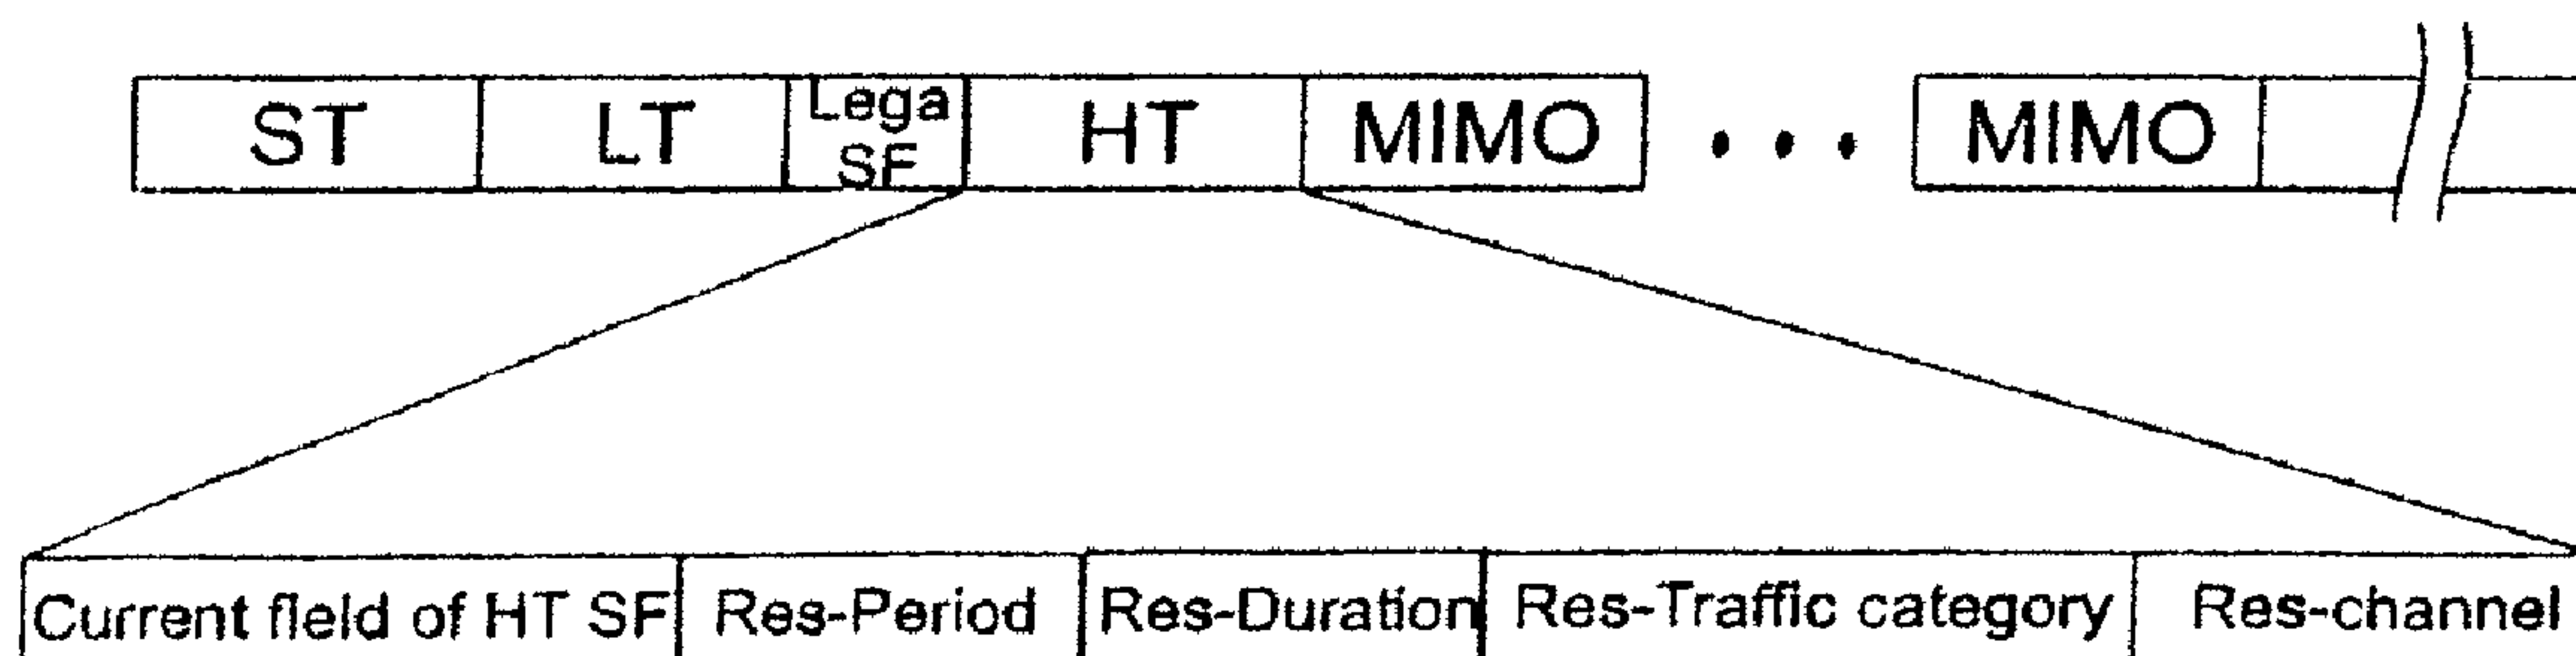 ST LT Lega SF HT MIMO • • • MIMO
Current field of HT SF Res-Period Res-Duration Res-Traffic category Res-channel